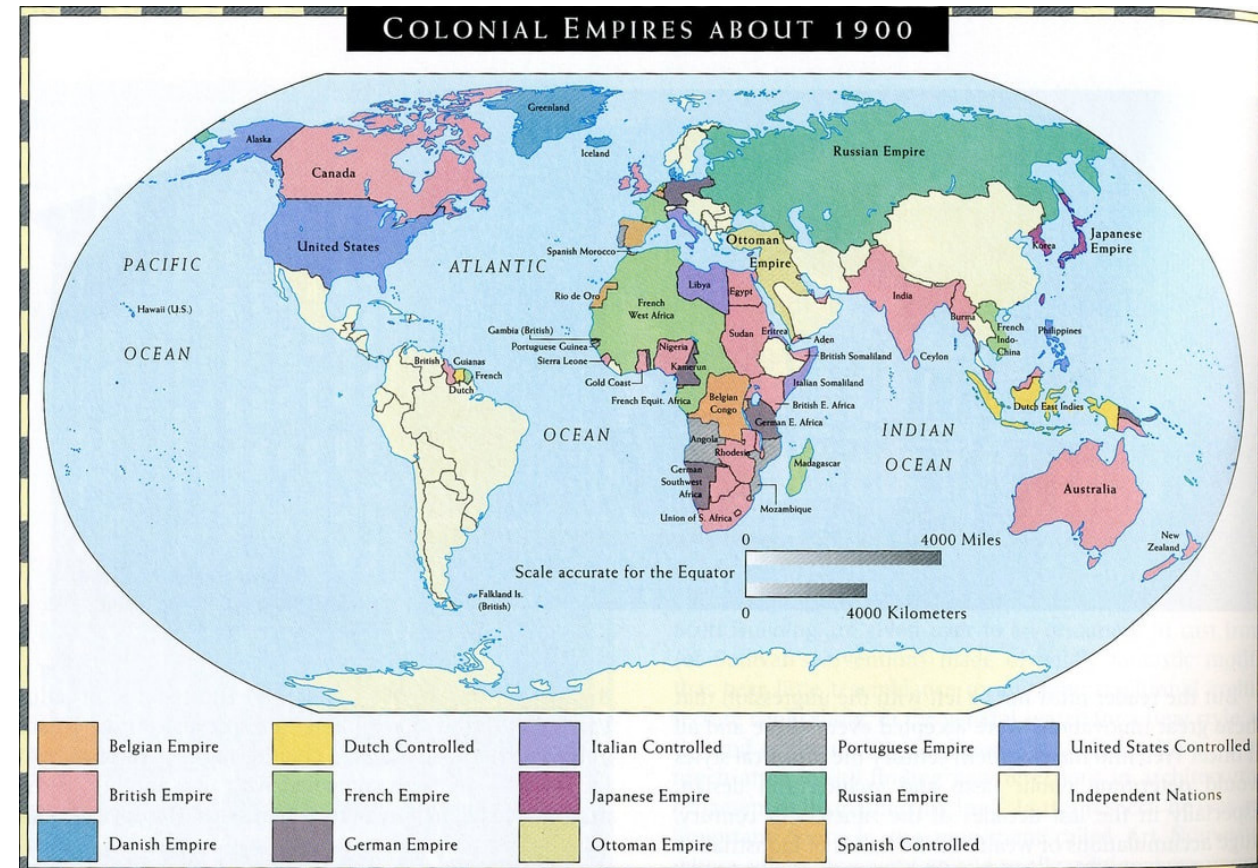 COLONIAL EMPIRES ABOUT 1900
Greenland
Alaska
Iceland
Russian Empire
Canada
Ottoman
Empire
Korea
Japanese
Empire
United States
Spanish Morocco
PACIFIC
ATLANTIC
Libya
Egypt
Rio de Oro
French
West Africa
India
Hawaii (U.S.)
Burma
Gambia (British)
Sudan
Eritrea
French
Indo-
China
Philippines
Portuguese Guinea
Aden
OCEAN
Sierra Leone
Nigeria
British Somaliland
Ceylon
British
Guianas
French
Dutch
Kamerun
Gold Coast
Italian Somaliland
French Equit. Africa
Belgian
Congo
British E. Africa
Dutch East Indies
German E. Africa
OCEAN
Angola
INDIAN
OCEAN
Rhodesia
Madagascar
German
Southwest
Africa
Australia
Mozambique
Union of S. Africa
0
4000 Miles
New
Zealand
Scale accurate for the Equator
Falkland Is.
(British)
0
4000 Kilometers
Belgian Empire
Dutch Controlled
Italian Controlled
Portuguese Empire
United States Controlled
British Empire
French Empire
Japanese Empire
Russian Empire
Independent Nations
Danish Empire
German Empire
Ottoman Empire
Spanish Controlled